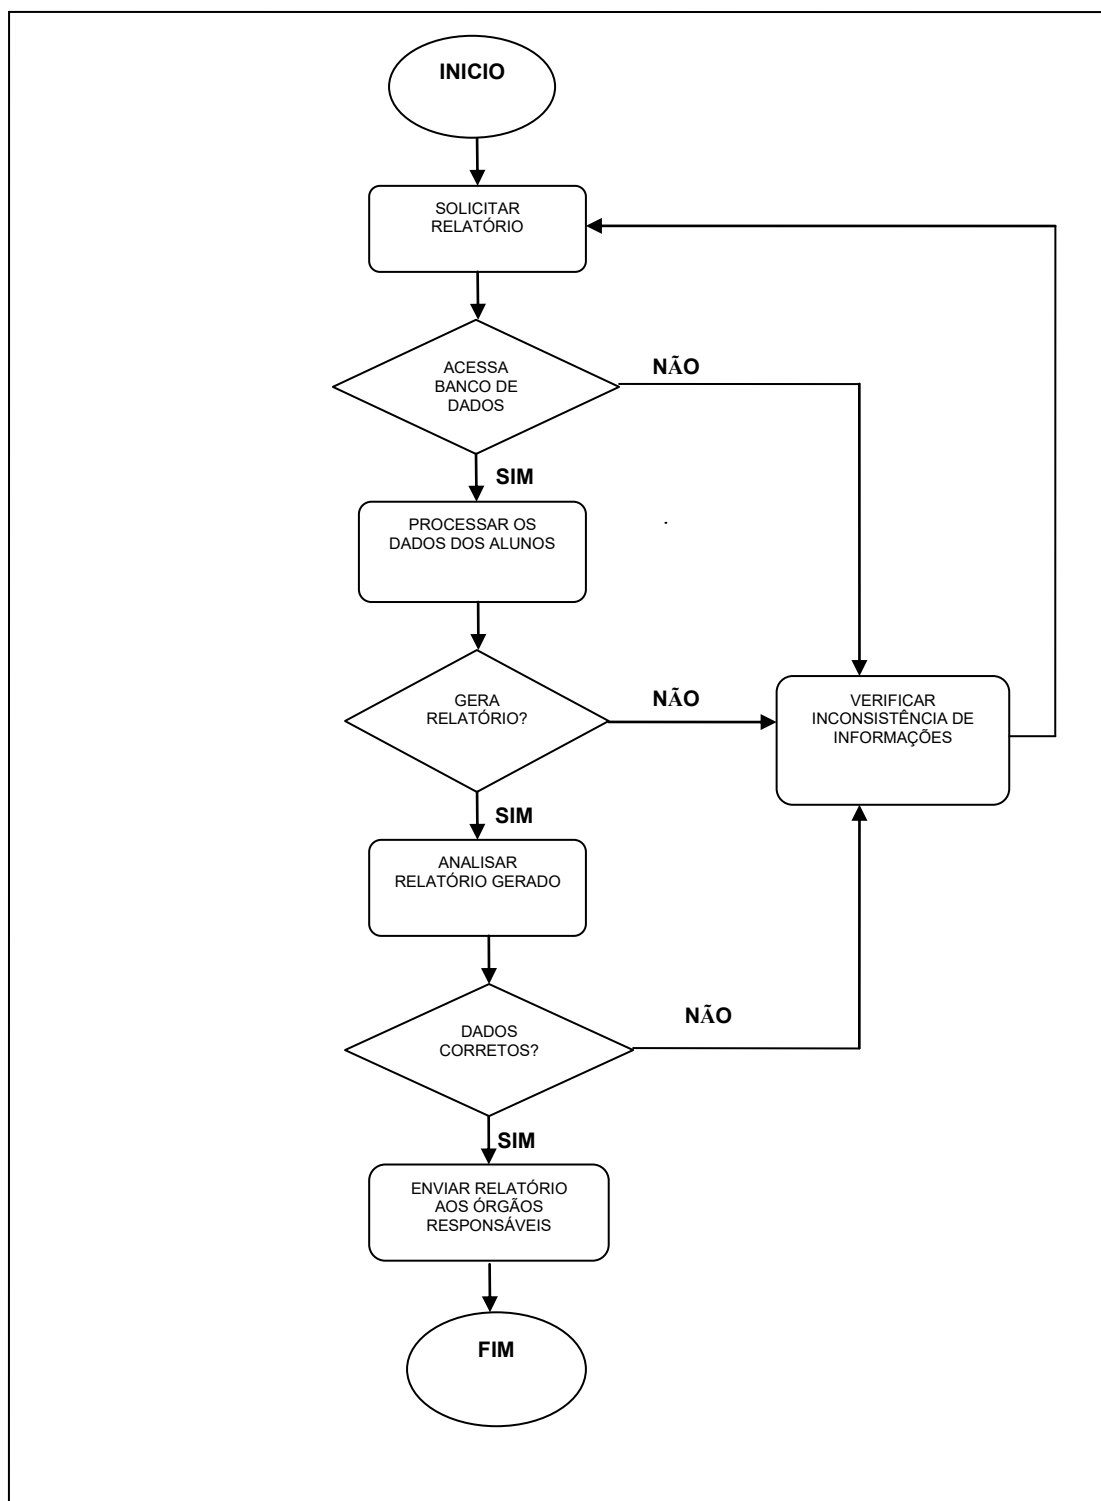 INICIO
SOLICITAR
RELATÓRIO
ACESSA
BANCO DE
DADOS
NÃO
SIM
PROCESSAR OS
DADOS DOS ALUNOS
.
GERA
RELATÓRIO?
NÃO
VERIFICAR
INCONSISTÊNCIA DE
INFORMAÇÕES
SIM
ANALISAR
RELATÓRIO GERADO
DADOS
CORRETOS?
NÃO
SIM
ENVIAR RELATÓRIO
AOS ÓRGÃOS
RESPONSÁVEIS
FIM